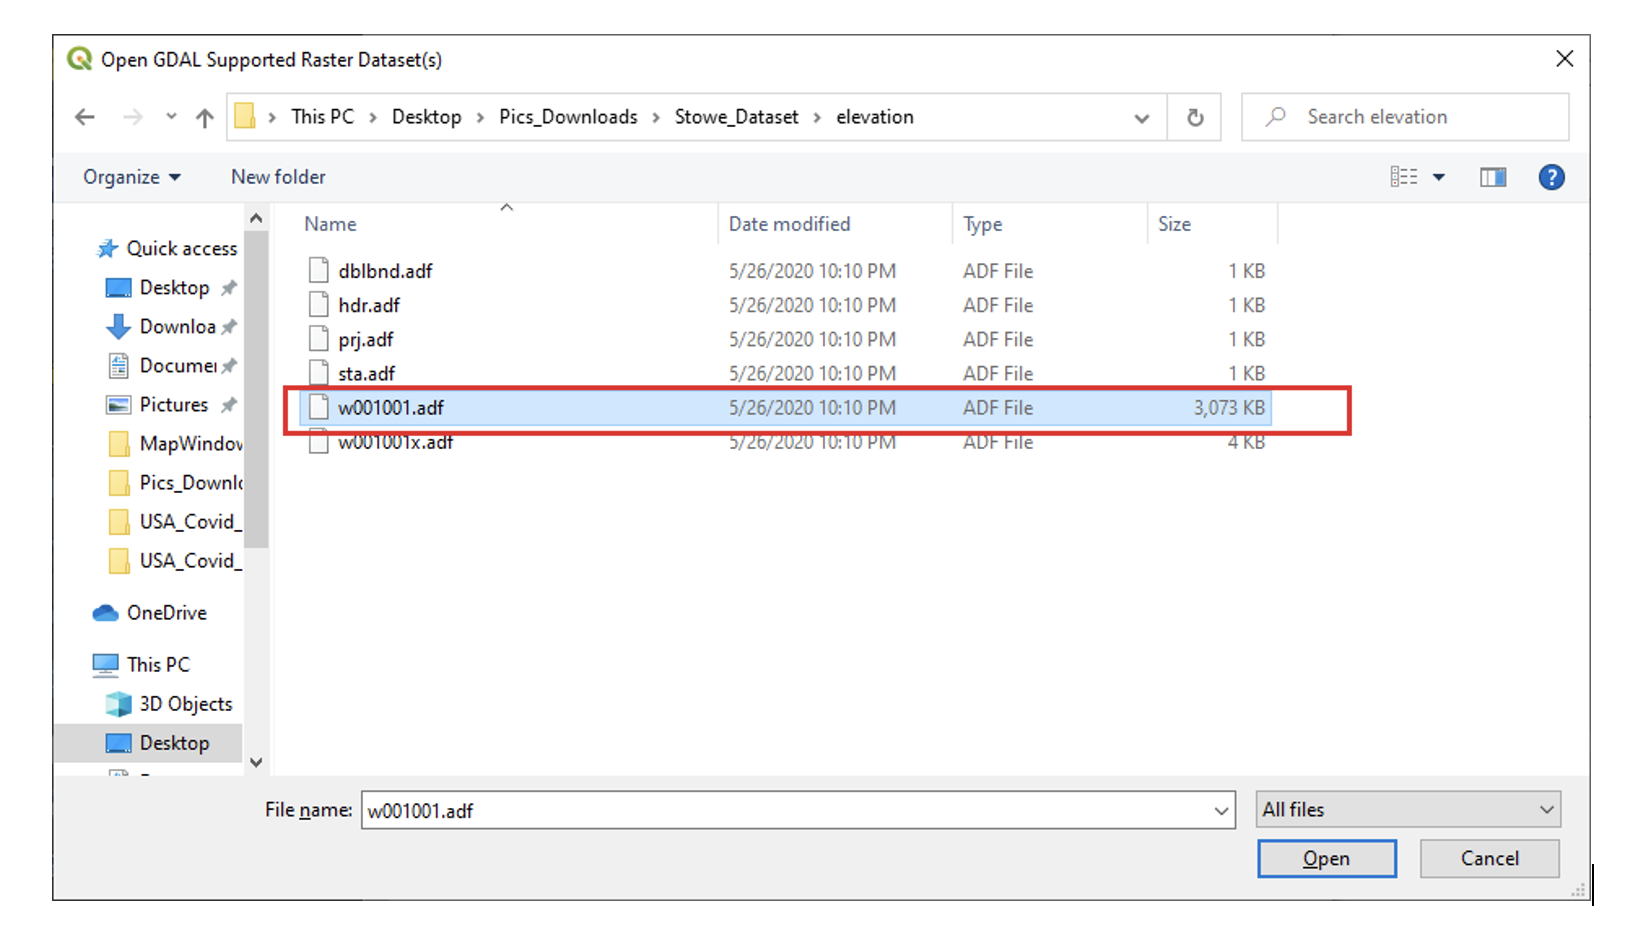 Open GDAL Supported Raster Dataset(s)
This PC > Desktop > Pics_Downloads > Stowe_Dataset > elevation
Search elevation
Organize
New folder
Name Date modified Type Size
dblbnd.adf 5/26/2020 10:10 PM ADF File 1 KB
hdr.adf 5/26/2020 10:10 PM ADF File 1 KB
prj.adf 5/26/2020 10:10 PM ADF File 1 KB
sta.adf 5/26/2020 10:10 PM ADF File 1 KB
w001001.adf 5/26/2020 10:10 PM ADF File 3,073 KB
w001001x.adf 5/26/2020 10:10 PM ADF File 4 KB
Quick access
Desktop
Downloa
Documei
Pictures
MapWindov
Pics_Downlo
USA_Covid_
USA_Covid_
OneDrive
This PC
3D Objects
Desktop
File name: w001001.adf
All files
Open
Cancel